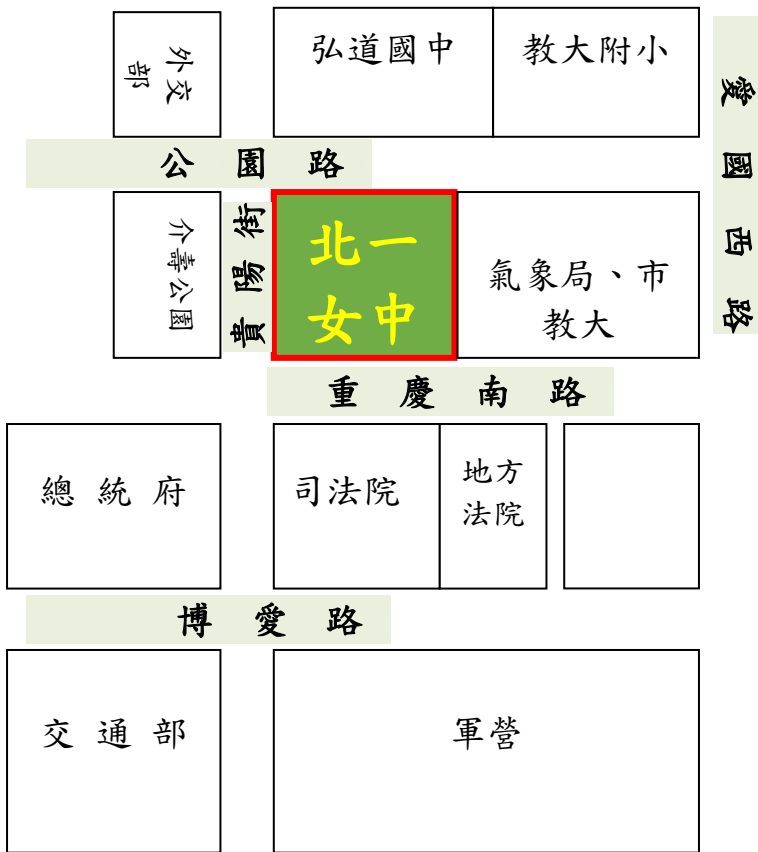 外交
部
弘道國中
教大附小
愛國西路
公園路
介壽公園
貴陽街
北一
女中
氣象局、市
教大
重慶南路
總統府
司法院
地方
法院
博愛路
交通部
軍營